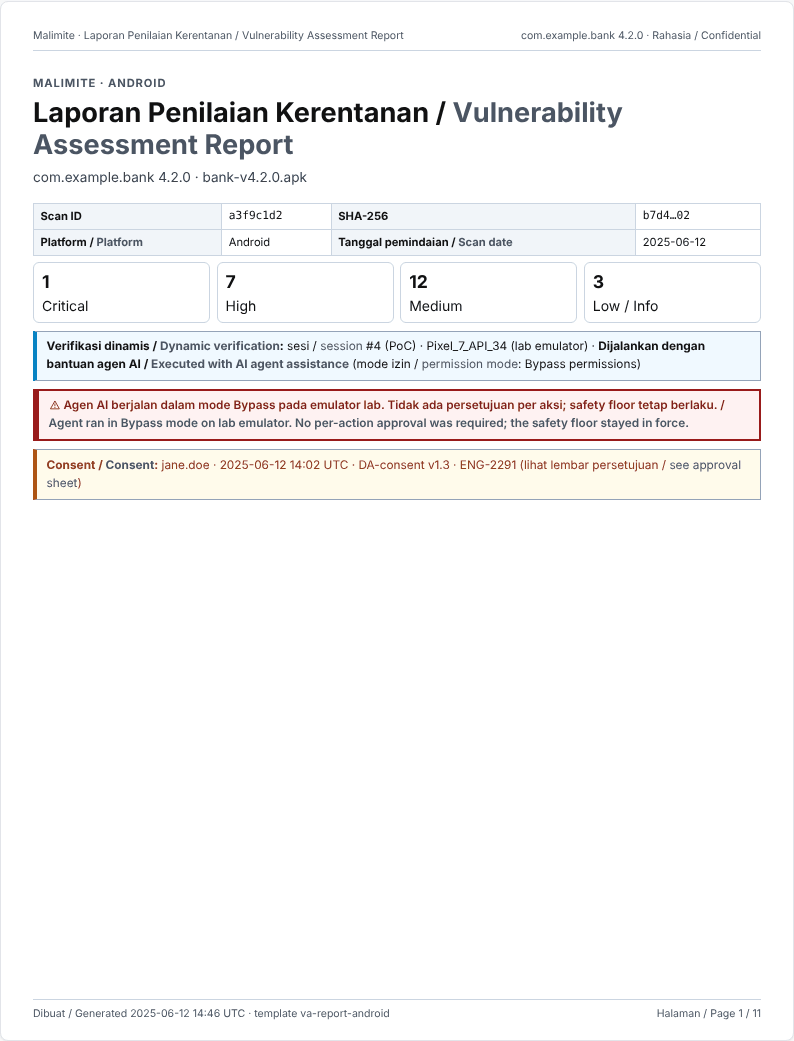 Malimite · Laporan Penilaian Kerentanan / Vulnerability Assessment Report
com.example.bank 4.2.0 · Rahasia / Confidential
MALIMITE · ANDROID
Laporan Penilaian Kerentanan / Vulnerability
Assessment Report
com.example.bank 4.2.0 · bank-v4.2.0.apk
Scan ID a3f9c1d2 SHA-256 b7d4…02
Platform / Platform Android Tanggal pemindaian / Scan date 2025-06-12
1 7 12 3
Critical High Medium Low / Info
Verifikasi dinamis / Dynamic verification: sesi / session #4 (PoC) · Pixel_7_API_34 (lab emulator) · Dijalankan dengan
bantuan agen AI / Executed with AI agent assistance (mode izin / permission mode: Bypass permissions)
⚠ Agen AI berjalan dalam mode Bypass pada emulator lab. Tidak ada persetujuan per aksi; safety floor tetap berlaku. /
Agent ran in Bypass mode on lab emulator. No per-action approval was required; the safety floor stayed in force.
Consent / Consent: jane.doe · 2025-06-12 14:02 UTC · DA-consent v1.3 · ENG-2291 (lihat lembar persetujuan / see approval
sheet)
Dibuat / Generated 2025-06-12 14:46 UTC · template va-report-android
Halaman / Page 1 / 11